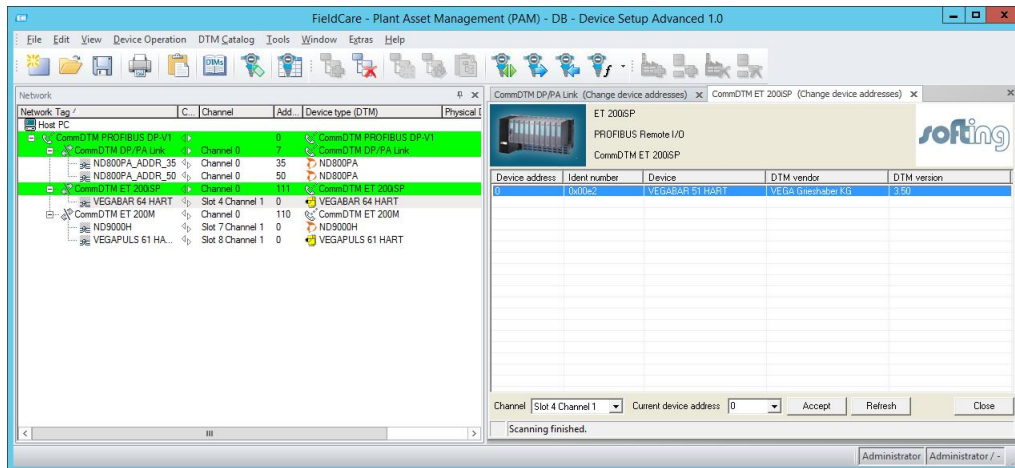 FieldCare - Plant Asset Management (PAM) - DB - Device Setup Advanced 1.0
File Edit View Device Operation DTM Catalog Tools Window Extras Help
DTMs
Network
Network Tag C... Channel Add... Device type (DTM) Physical D
Host PC
CommDTM PROFIBUS DP-V1 0 CommDTM PROFIBUS DP-V1
CommDTM DP/PA Link Channel 0 7 CommDTM DP/PA Link
ND800PA_ADDR_35 Channel 0 35 ND800PA
ND800PA_ADDR_50 Channel 0 50 ND800PA
CommDTM ET 200iSP Channel 0 111 CommDTM ET 200iSP
VEGABAR 64 HART Slot 4 Channel 1 0 VEGABAR 64 HART
CommDTM ET 200M Channel 0 110 CommDTM ET 200M
ND9000H Slot 7 Channel 1 0 ND9000H
VEGAPULS 61 HA... Slot 8 Channel 1 0 VEGAPULS 61 HART
CommDTM DP/PA Link (Change device addresses) CommDTM ET 200iSP (Change device addresses)
ET 200iSP
PROFIBUS Remote I/O
CommDTM ET 200iSP
softing
Device address Ident number Device DTM vendor DTM version
0 0x00e2 VEGABAR 51 HART VEGA Grieshaber KG 3.50
Channel Slot 4 Channel 1 Current device address 0 Accept Refresh Close
Scanning finished.
Administrator Administrator / -